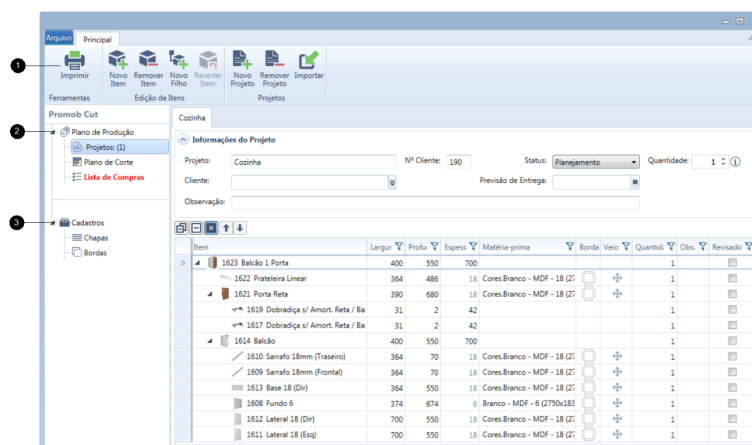 Arquivo Principal
1
Imprimir Novo Item Remover Item Novo Filho Reverter Item Novo Projeto Remover Projeto Importar
Ferramentas Edição de Itens Projetos
Promob Cut
Cozinha
2
Plano de Produção
Projetos: (1)
Plano de Corte
Lista de Compras
3
Cadastros
Chapas
Bordas
Informações do Projeto
Projeto: Cozinha Nº Cliente: 190 Status: Planejamento Quantidade: 1
Cliente: Previsão de Entrega:
Observação:
Item Largur Profu Espess Matéria-prima Borda Veio Quantid Obs. Revisado
1623 Balcão 1 Porta 400 550 700 1
1622 Prateleira Linear 364 486 18 Cores.Branco - MDF - 18 (27 1
1621 Porta Reta 390 680 18 Cores.Branco - MDF - 18 (27 1
1619 Dobradiça s/ Amort. Reta / Ba 31 2 42 1
1617 Dobradiça s/ Amort. Reta / Ba 31 2 42 1
1614 Balcão 400 550 700 1
1610 Sarrafo 18mm (Traseiro) 364 70 18 Cores.Branco - MDF - 18 (27 1
1609 Sarrafo 18mm (Frontal) 364 70 18 Cores.Branco - MDF - 18 (27 1
1613 Base 18 (Dir) 364 550 18 Cores.Branco - MDF - 18 (27 1
1608 Fundo 6 374 674 6 Branco - MDF - 6 (2750x183 1
1612 Lateral 18 (Dir) 700 550 18 Cores.Branco - MDF - 18 (27 1
1611 Lateral 18 (Esq) 700 550 18 Cores.Branco - MDF - 18 (27 1